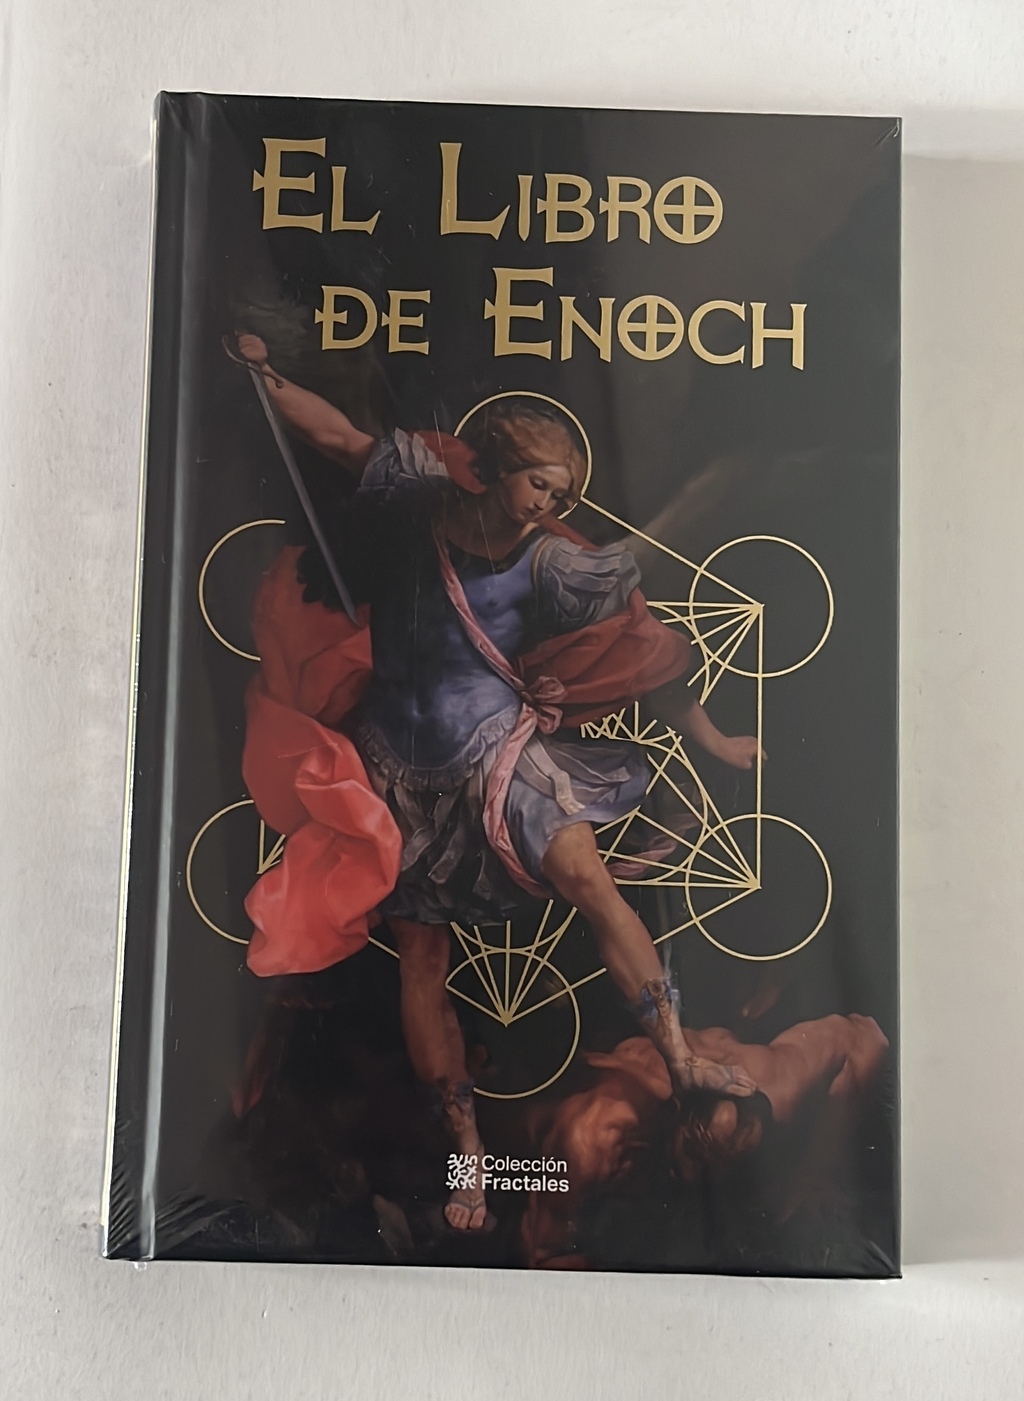 El Libro
de Enoch
Colección
Fractales